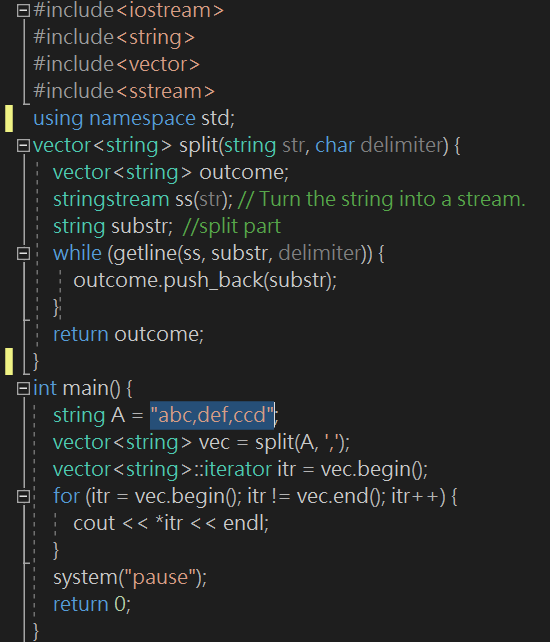 #include<iostream>
#include<string>
#include<vector>
#include<sstream>
using namespace std;
vector<string> split(string str, char delimiter) {
vector<string> outcome;
stringstream ss(str); // Turn the string into a stream.
string substr;  //split part
while (getline(ss, substr, delimiter)) {
outcome.push_back(substr);
}
return outcome;
}
int main() {
string A = "abc,def,ccd";
vector<string> vec = split(A, ',');
vector<string>::iterator itr = vec.begin();
for (itr = vec.begin(); itr != vec.end(); itr++) {
cout << *itr << endl;
}
system("pause");
return 0;
}